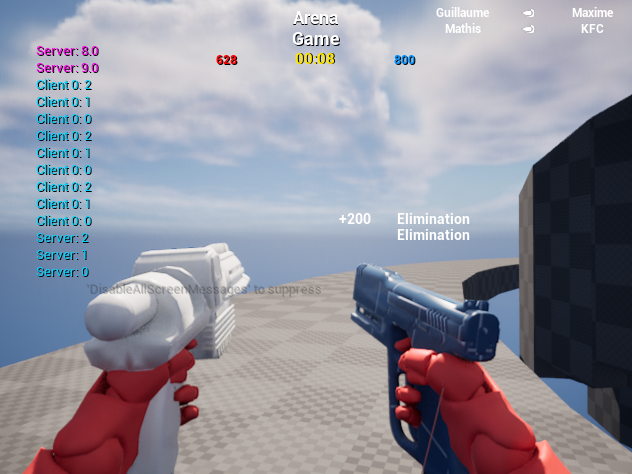 Arena
Game
00:08
628
800
Guillaume Maxime
Mathis KFC
Server: 8.0
Server: 9.0
Client 0: 2
Client 0: 1
Client 0: 0
Client 0: 2
Client 0: 1
Client 0: 0
Client 0: 2
Client 0: 1
Client 0: 0
Server: 2
Server: 1
Server: 0
'DisableAllScreenMessages' to suppress
+200 Elimination
Elimination